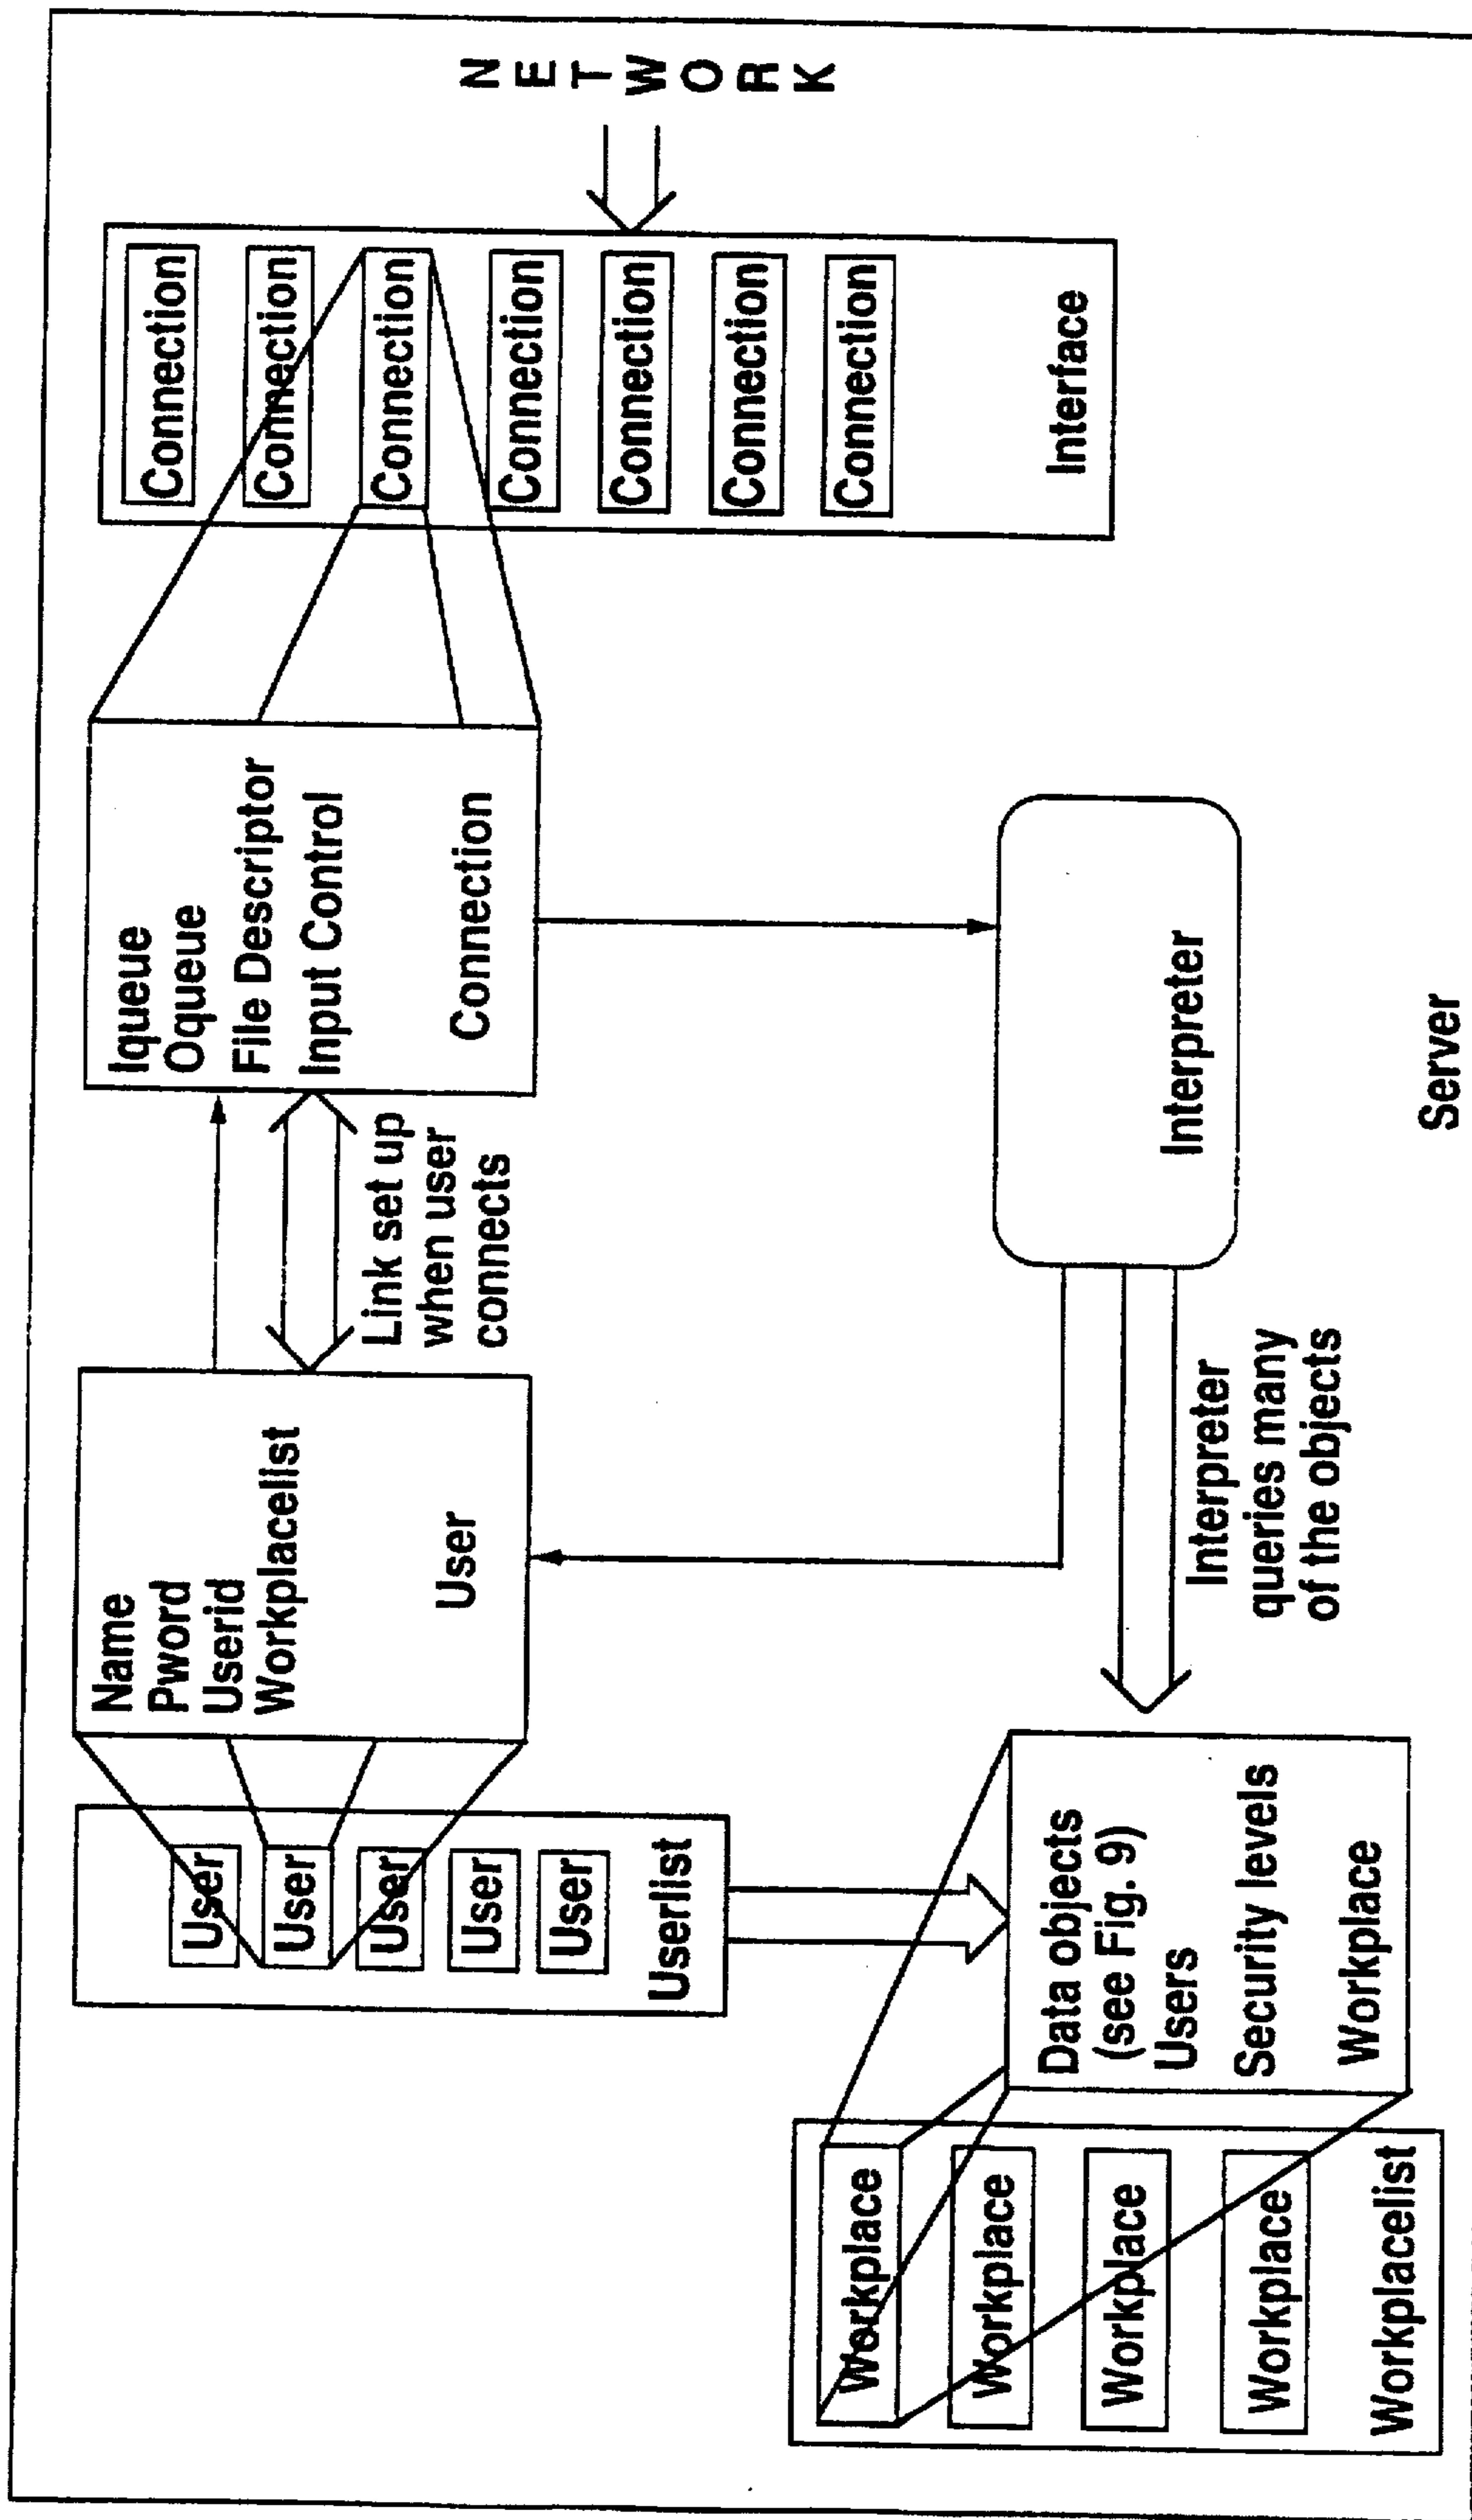 User
User
User
User
User
Userlist
Name
Pword
Userid
Workplacelist
User
Link set up
when user
connects
Iqueue
Oqueue
File Descriptor
Input Control
Connection
Connection
Connection
Connection
Connection
Connection
Connection
Connection
Interface
NETWORK
Workplace
Workplace
Workplace
Workplace
Workplacelist
Data objects
(see Fig. 9)
Users
Security levels
Workplace
Interpreter
queries many
of the objects
Interpreter
Server